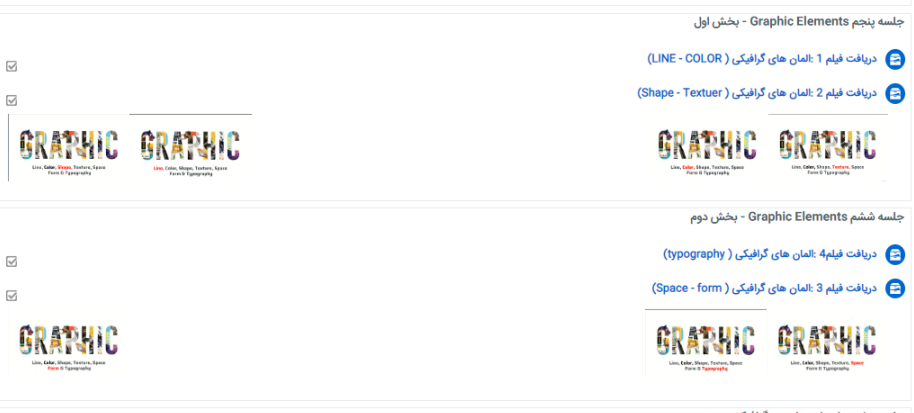 جلسه پنجم Graphic Elements - بخش اول
دریافت فیلم 1 :المان های گرافیکی ( LINE - COLOR)
دریافت فیلم 2 :المان های گرافیکی ( Shape - Textuer)
GRAPHIC
Line, Color, Shape, Texture, Space
Form & Typography
GRAPHIC
Line, Color, Shape, Texture, Space
Form & Typography
GRAPHIC
Line, Color, Shape, Texture, Space
Form & Typography
GRAPHIC
Line, Color, Shape, Texture, Space
Form & Typography
جلسه ششم Graphic Elements - بخش دوم
دریافت فیلم4 :المان های گرافیکی ( typography)
دریافت فیلم 3 :المان های گرافیکی ( Space - form)
GRAPHIC
Line, Color, Shape, Texture, Space
Form & Typography
GRAPHIC
Line, Color, Shape, Texture, Space
Form & Typography
GRAPHIC
Line, Color, Shape, Texture, Space
Form & Typography